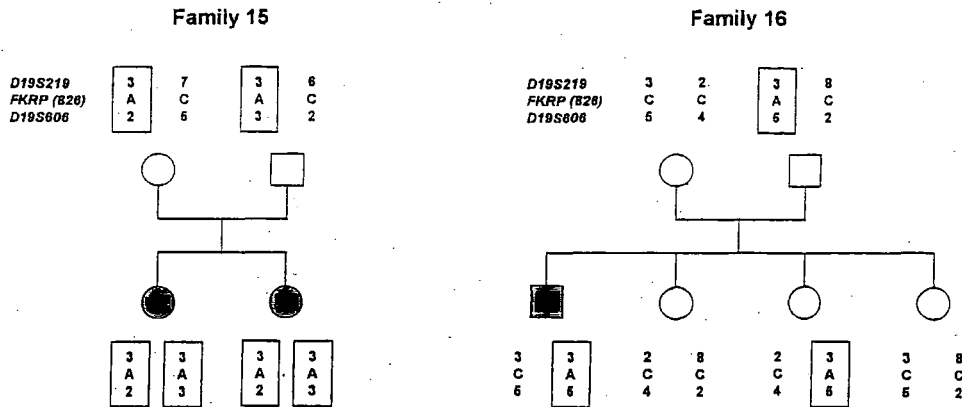 Family 15 Family 16
D19S219 3 7 3 6 D19S219 3 2 3 8
FKRP (826) A C A C FKRP (826) C C A C
D19S606 2 5 3 2 D19S606 5 4 5 2
3 3 3 3 3 3 2 8 2 3 3 8
A A A A C A C C C A C C
2 3 2 3 5 5 4 2 4 5 5 2